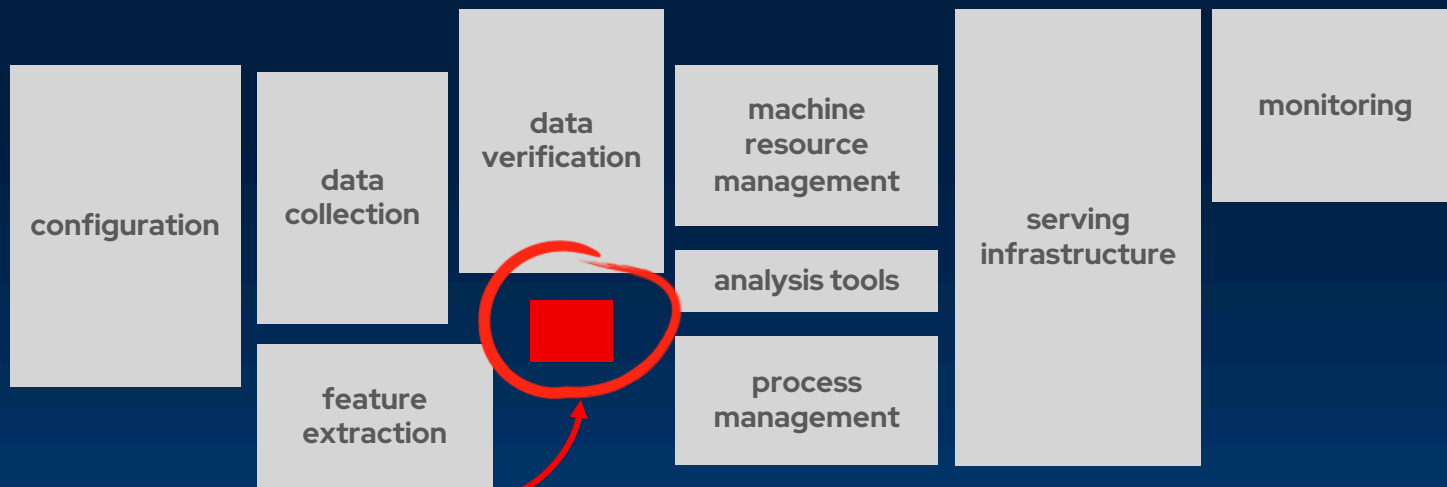 configuration
data
collection
feature
extraction
data
verification
machine
resource
management
analysis tools
process
management
serving
infrastructure
monitoring